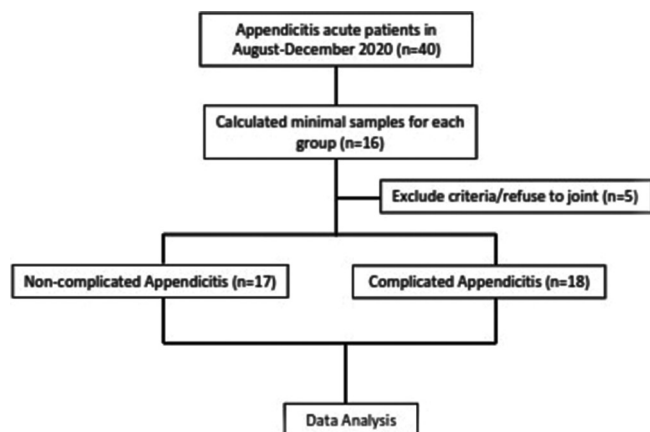 Appendicitis acute patients in
August-December 2020 (n=40)
Calculated minimal samples for each
group (n=16)
Exclude criteria/refuse to joint (n=5)
Non-complicated Appendicitis (n=17)
Complicated Appendicitis (n=18)
Data Analysis